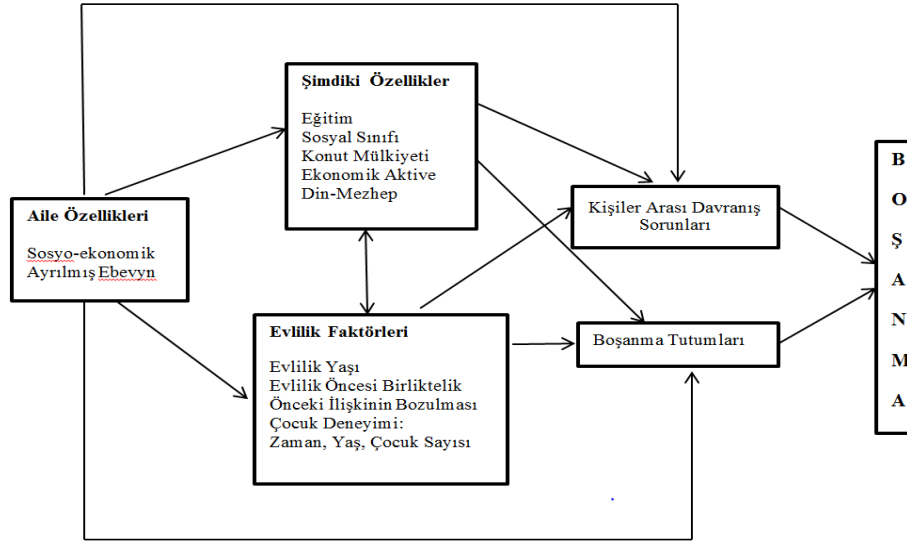 Aile Özellikleri
Sosyo-ekonomik
Ayrılmış Ebevyn
Şimdiki Özellikler
Eğitim
Sosyal Sınıfı
Konut Mülkiyeti
Ekonomik Aktive
Din-Mezhep
Evlilik Faktörleri
Evlilik Yaşı
Evlilik Öncesi Birliktelik
Önceki İlişkinin Bozulması
Çocuk Deneyimi:
Zaman, Yaş, Çocuk Sayısı
Kişiler Arası Davranış
Sorunları
Boşanma Tutumları
B
O
Ş
A
N
M
A